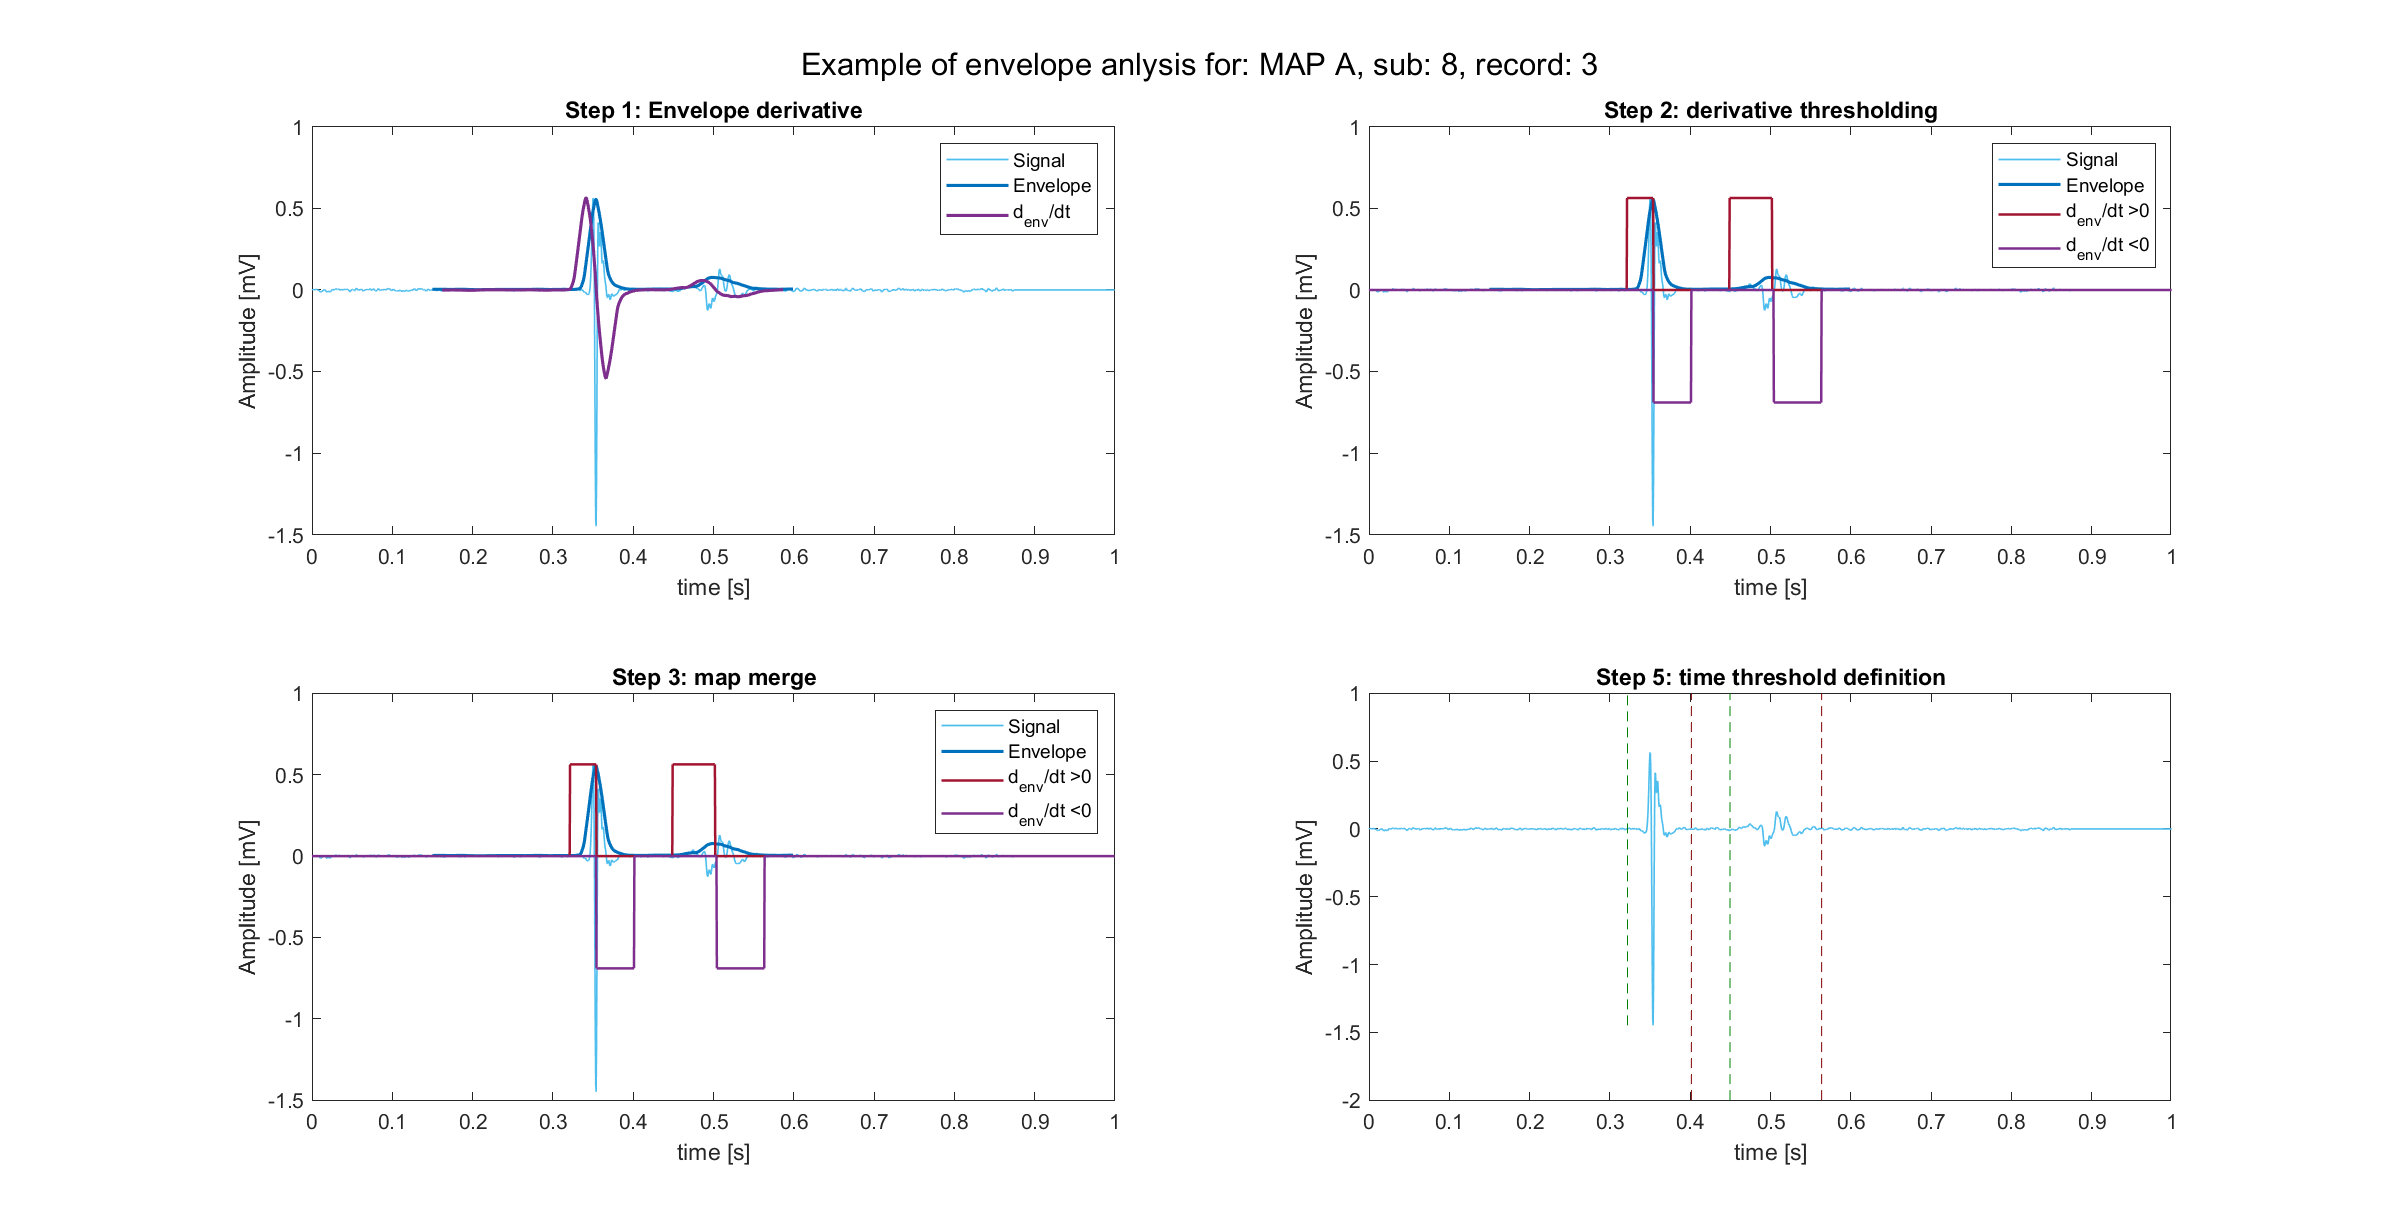 Example of envelope anlysis for: MAP A, sub: 8, record: 3
Step 1: Envelope derivative
1
0.5
0
-0.5
-1
-1.5
Amplitude [mV]
Signal
Envelope
d_env/dt
0 0.1 0.2 0.3 0.4 0.5 0.6 0.7 0.8 0.9 1
time [s]
Step 2: derivative thresholding
1
0.5
0
-0.5
-1
-1.5
Amplitude [mV]
Signal
Envelope
d_env/dt >0
d_env/dt <0
0 0.1 0.2 0.3 0.4 0.5 0.6 0.7 0.8 0.9 1
time [s]
Step 3: map merge
1
0.5
0
-0.5
-1
-1.5
Amplitude [mV]
Signal
Envelope
d_env/dt >0
d_env/dt <0
0 0.1 0.2 0.3 0.4 0.5 0.6 0.7 0.8 0.9 1
time [s]
Step 5: time threshold definition
1
0.5
0
-0.5
-1
-1.5
-2
Amplitude [mV]
0 0.1 0.2 0.3 0.4 0.5 0.6 0.7 0.8 0.9 1
time [s]